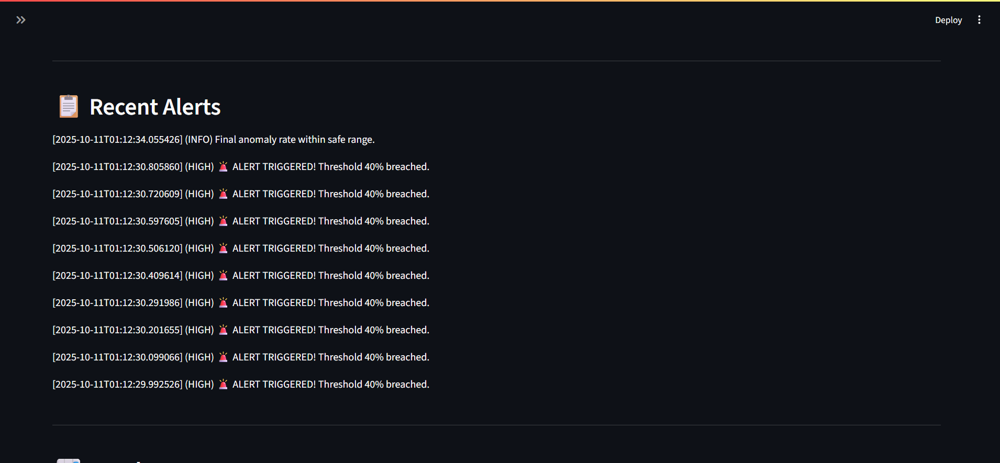 Deploy
📋 Recent Alerts
[2025-10-11T01:12:34.055426] (INFO) Final anomaly rate within safe range.
[2025-10-11T01:12:30.805860] (HIGH) 🚨 ALERT TRIGGERED! Threshold 40% breached.
[2025-10-11T01:12:30.720609] (HIGH) 🚨 ALERT TRIGGERED! Threshold 40% breached.
[2025-10-11T01:12:30.597605] (HIGH) 🚨 ALERT TRIGGERED! Threshold 40% breached.
[2025-10-11T01:12:30.506120] (HIGH) 🚨 ALERT TRIGGERED! Threshold 40% breached.
[2025-10-11T01:12:30.409614] (HIGH) 🚨 ALERT TRIGGERED! Threshold 40% breached.
[2025-10-11T01:12:30.291986] (HIGH) 🚨 ALERT TRIGGERED! Threshold 40% breached.
[2025-10-11T01:12:30.201655] (HIGH) 🚨 ALERT TRIGGERED! Threshold 40% breached.
[2025-10-11T01:12:30.099066] (HIGH) 🚨 ALERT TRIGGERED! Threshold 40% breached.
[2025-10-11T01:12:29.992526] (HIGH) 🚨 ALERT TRIGGERED! Threshold 40% breached.